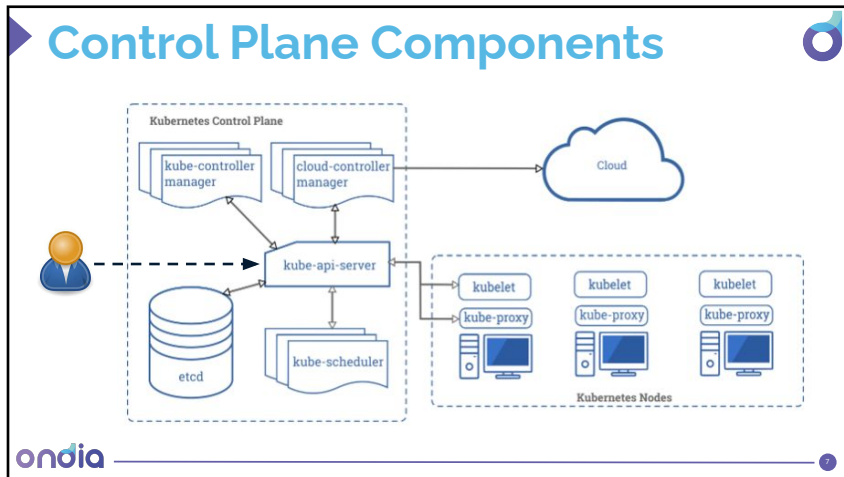 Control Plane Components
Kubernetes Control Plane
kube-controller
manager
cloud-controller
manager
Cloud
kube-api-server
etcd
kube-scheduler
kubelet
kubelet
kubelet
kube-proxy
kube-proxy
kube-proxy
Kubernetes Nodes
ondia
7